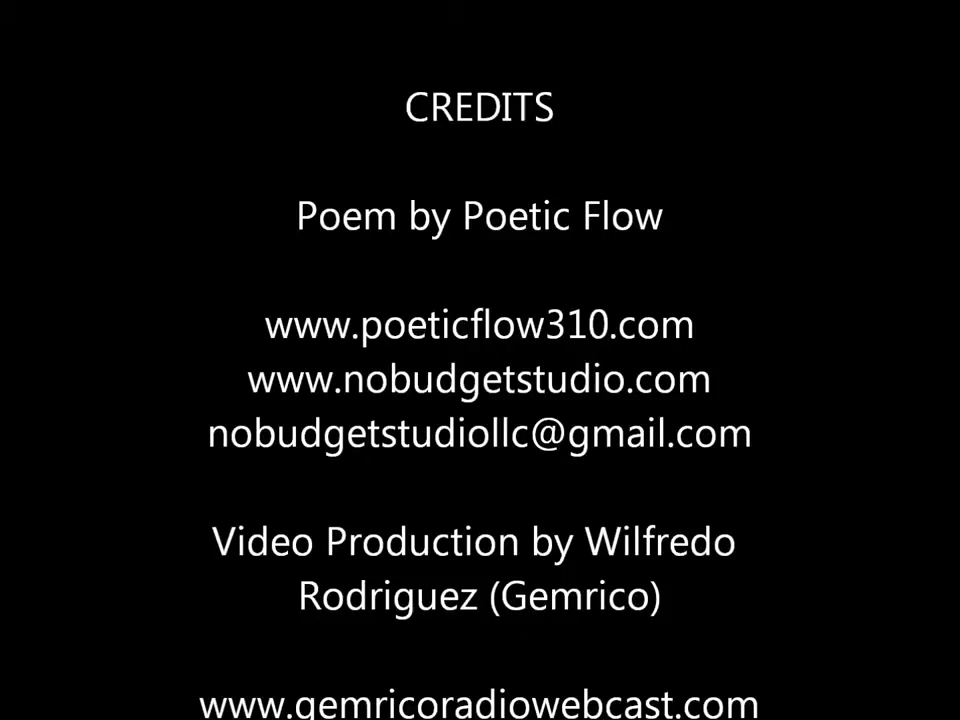 CREDITS
Poem by Poetic Flow
www.poeticflow310.com
www.nobudgetstudio.com
nobudgetstudiollc@gmail.com
Video Production by Wilfredo
Rodriguez (Gemrico)
www.gemricoradiowebcast.com